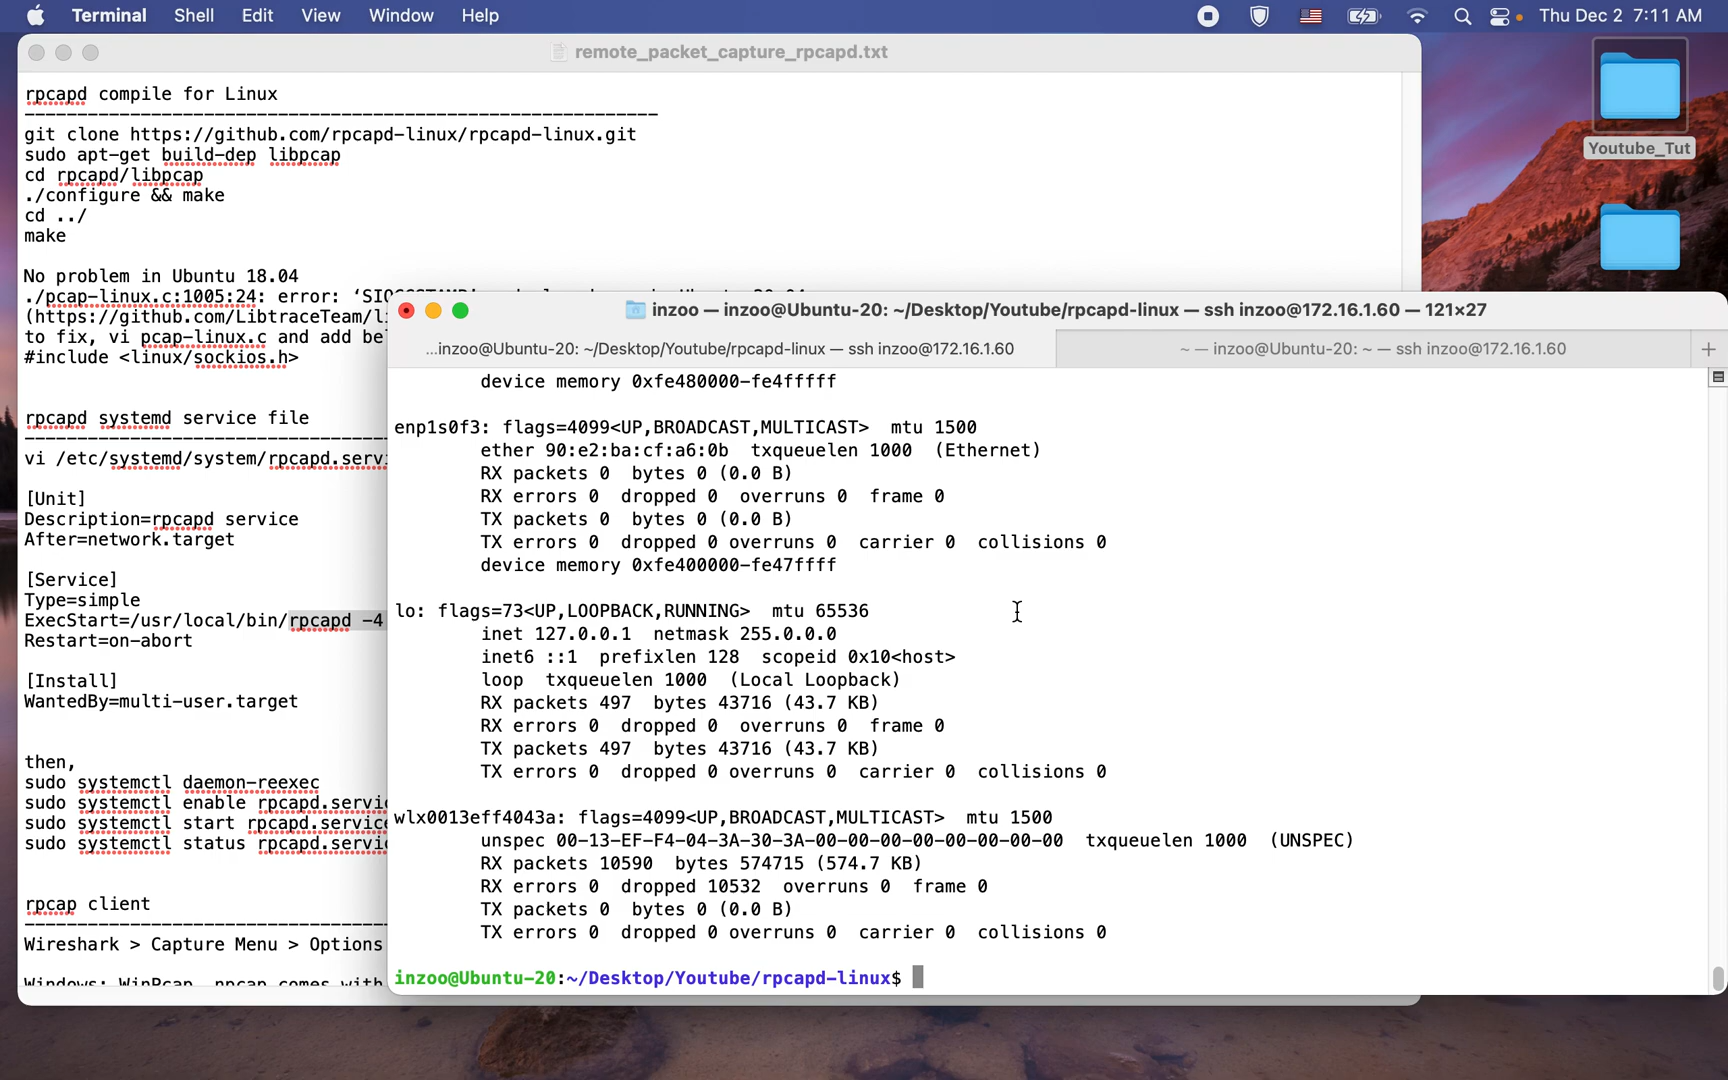 Terminal Shell Edit View Window Help Thu Dec 2 7:11 AM
remote_packet_capture_rpcapd.txt
rpcapd compile for Linux
------------------------------------------------------------
git clone https://github.com/rpcapd-linux/rpcapd-linux.git
sudo apt-get build-dep libpcap
cd rpcapd/libpcap
./configure && make
cd ../
make
No problem in Ubuntu 18.04
./pcap-linux.c:1005:24: error:
(https://github.com/LibtraceTeam/li
to fix, vi pcap-linux.c and add be
#include <linux/sockios.h>
rpcapd systemd service file
----------------------------------
vi /etc/systemd/system/rpcapd.servi
[Unit]
Description=rpcapd service
After=network.target
[Service]
Type=simple
ExecStart=/usr/local/bin/rpcapd -4
Restart=on-abort
[Install]
WantedBy=multi-user.target
then,
sudo systemctl daemon-reexec
sudo systemctl enable rpcapd.servic
sudo systemctl start rpcapd.service
sudo systemctl status rpcapd.servic
rpcap client
----------------------------------
Wireshark > Capture Menu > Options
Windows: WinPcap, npcap comes with
Youtube_Tut
inzoo — inzoo@Ubuntu-20: ~/Desktop/Youtube/rpcapd-linux — ssh inzoo@172.16.1.60 — 121×27
...inzoo@Ubuntu-20: ~/Desktop/Youtube/rpcapd-linux — ssh inzoo@172.16.1.60
~ — inzoo@Ubuntu-20: ~ — ssh inzoo@172.16.1.60 +
device memory 0xfe480000-fe4fffff
enp1s0f3: flags=4099<UP,BROADCAST,MULTICAST> mtu 1500
ether 90:e2:ba:cf:a6:0b txqueuelen 1000 (Ethernet)
RX packets 0 bytes 0 (0.0 B)
RX errors 0 dropped 0 overruns 0 frame 0
TX packets 0 bytes 0 (0.0 B)
TX errors 0 dropped 0 overruns 0 carrier 0 collisions 0
device memory 0xfe400000-fe47ffff
lo: flags=73<UP,LOOPBACK,RUNNING> mtu 65536
inet 127.0.0.1 netmask 255.0.0.0
inet6 ::1 prefixlen 128 scopeid 0x10<host>
loop txqueuelen 1000 (Local Loopback)
RX packets 497 bytes 43716 (43.7 KB)
RX errors 0 dropped 0 overruns 0 frame 0
TX packets 497 bytes 43716 (43.7 KB)
TX errors 0 dropped 0 overruns 0 carrier 0 collisions 0
wlx0013eff4043a: flags=4099<UP,BROADCAST,MULTICAST> mtu 1500
unspec 00-13-EF-F4-04-3A-30-3A-00-00-00-00-00-00-00-00 txqueuelen 1000 (UNSPEC)
RX packets 10590 bytes 574715 (574.7 KB)
RX errors 0 dropped 10532 overruns 0 frame 0
TX packets 0 bytes 0 (0.0 B)
TX errors 0 dropped 0 overruns 0 carrier 0 collisions 0
inzoo@Ubuntu-20:~/Desktop/Youtube/rpcapd-linux$